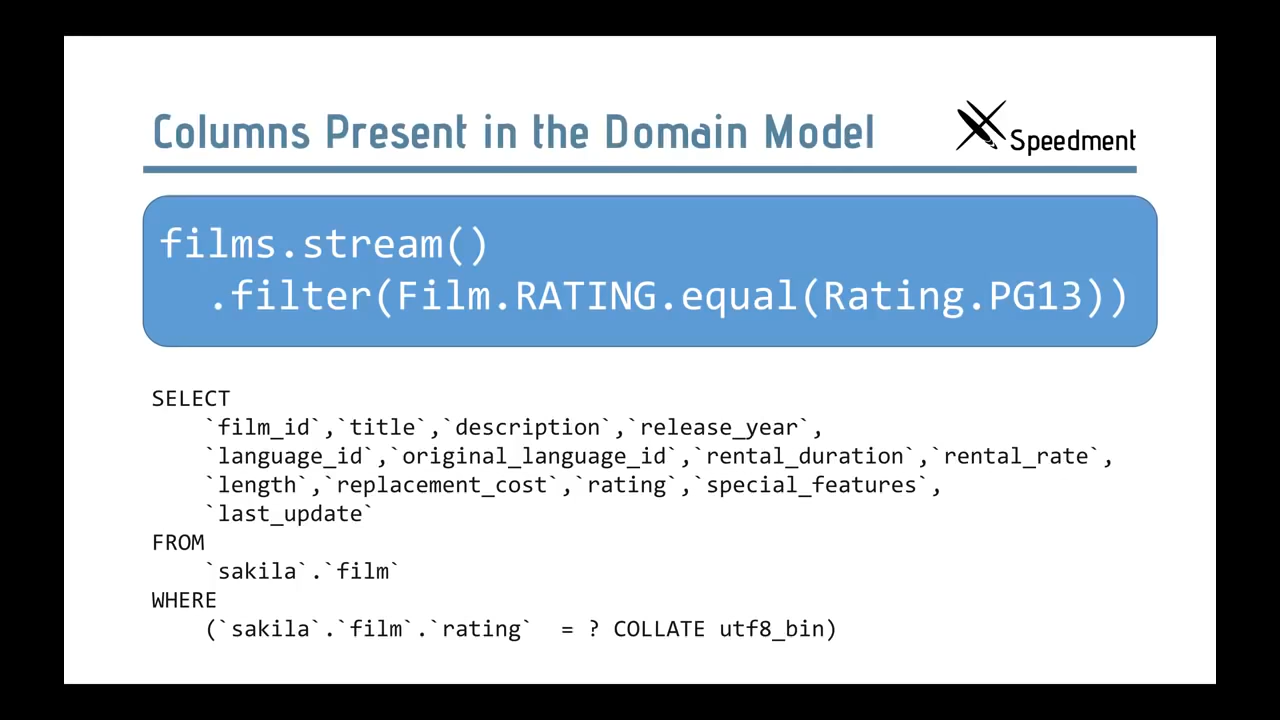 Columns Present in the Domain Model
Speedment
films.stream()
.filter(Film.RATING.equal(Rating.PG13))
SELECT
`film_id`,`title`,`description`,`release_year`,
`language_id`,`original_language_id`,`rental_duration`,`rental_rate`,
`length`,`replacement_cost`,`rating`,`special_features`,
`last_update`
FROM
`sakila`.`film`
WHERE
(`sakila`.`film`.`rating`  = ? COLLATE utf8_bin)